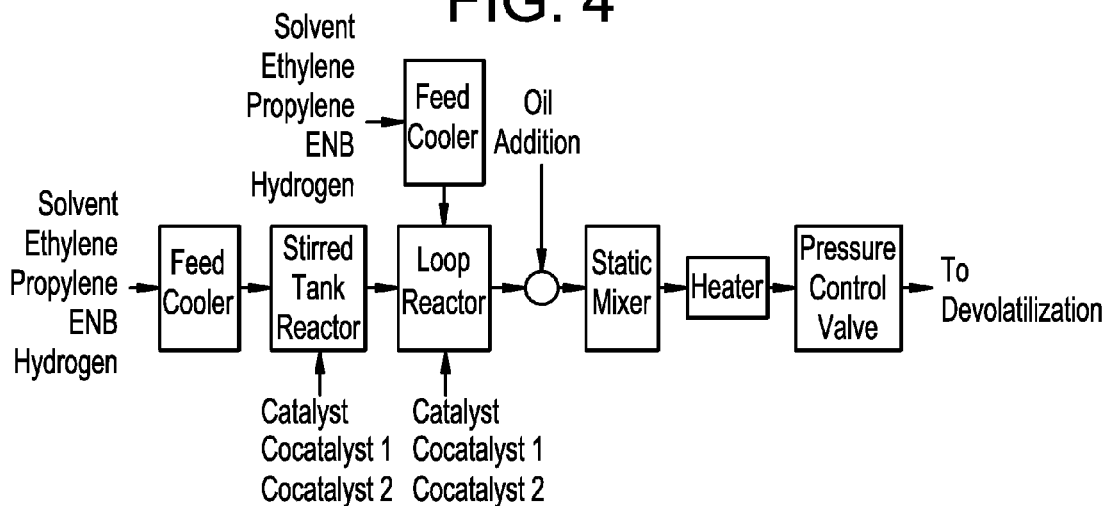 FIG. 4
Solvent
Ethylene
Propylene
ENB
Hydrogen
Feed
Cooler
Oil
Addition
Solvent
Ethylene
Propylene
ENB
Hydrogen
Feed
Cooler
Stirred
Tank
Reactor
Loop
Reactor
Static
Mixer
Heater
Pressure
Control
Valve
To
Devolatilization
Catalyst
Cocatalyst 1
Cocatalyst 2
Catalyst
Cocatalyst 1
Cocatalyst 2